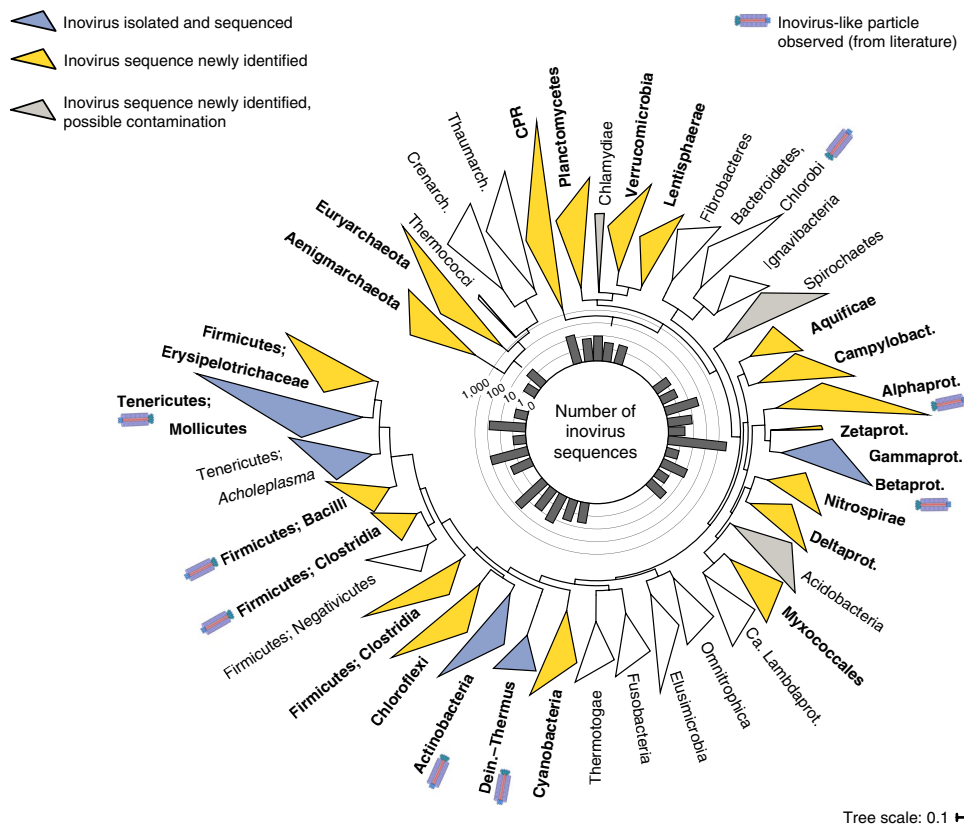 Inovirus isolated and sequenced
Inovirus sequence newly identified
Inovirus sequence newly identified,
possible contamination
Inovirus-like particle
observed (from literature)
Aenigmarchaeota
Euryarchaeota
Thermococci
Crenarch.
Thaumarch.
CPR
Planctomycetes
Chlamydiae
Verrucomicrobia
Lentisphaerae
Fibrobacteres
Bacteroidetes,
Chlorobi
Ignavibacteria
Spirochaetes
Aquificae
Campylobact.
Alphaprot.
Zetaprot.
Gammaprot.
Betaprot.
Nitrospirae
Deltaprot.
Acidobacteria
Myxococcales
Ca. Lambdaprot.
Omnitrophica
Elusimicrobia
Fusobacteria
Thermotogae
Cyanobacteria
Dein.–Thermus
Actinobacteria
Chloroflexi
Firmicutes; Clostridia
Firmicutes; Negativicutes
Firmicutes; Clostridia
Firmicutes; Bacilli
Tenericutes;
Acholeplasma
Tenericutes;
Mollicutes
Firmicutes;
Erysipelotrichaceae
1,000
100
10
1
0
Number of
inovirus
sequences
Tree scale: 0.1